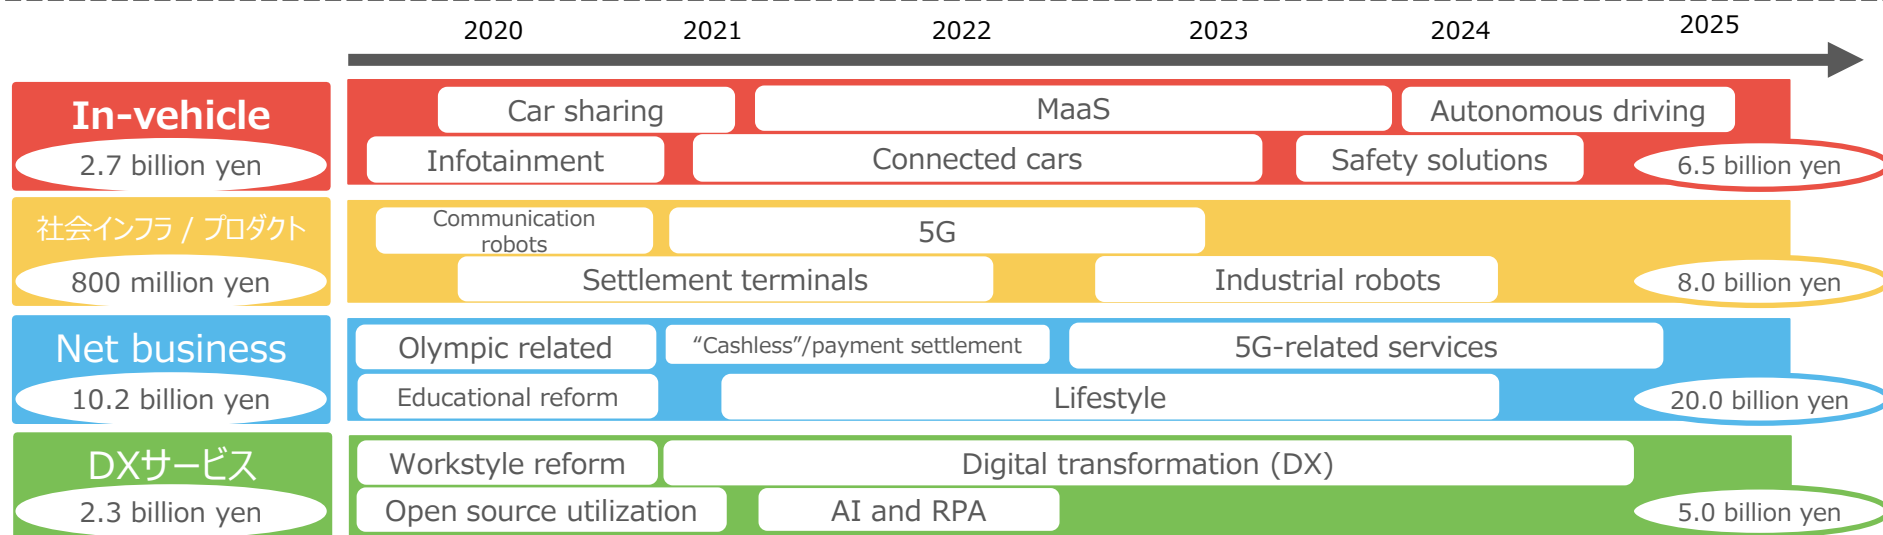 2020 2021 2022 2023 2024 2025
In-vehicle
2.7 billion yen
Car sharing MaaS Autonomous driving
Infotainment Connected cars Safety solutions
6.5 billion yen
社会インフラ / プロダクト
800 million yen
Communication
robots
5G
Settlement terminals Industrial robots
8.0 billion yen
Net business
10.2 billion yen
Olympic related “Cashless”/payment settlement 5G-related services
Educational reform Lifestyle
20.0 billion yen
DXサービス
2.3 billion yen
Workstyle reform Digital transformation (DX)
Open source utilization AI and RPA
5.0 billion yen